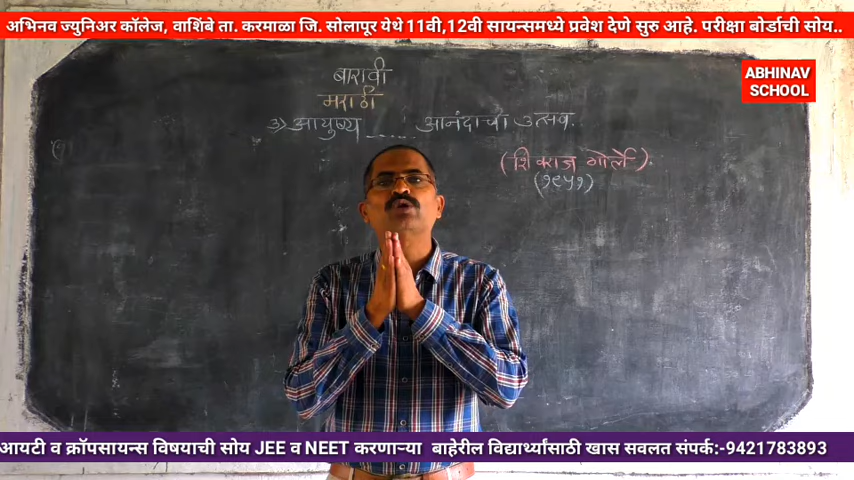 अभिनव ज्युनिअर कॉलेज, वाशिंबे ता. करमाळा जि. सोलापूर येथे 11वी,12वी सायन्समध्ये प्रवेश देणे सुरु आहे. परीक्षा बोर्डाची सोय..
ABHINAV
SCHOOL
बारावी
मराठी
३) आयुष्य ...... आनंदाचा उत्सव.
(शिवराज गोर्ले).
(१९५१)
आयटी व क्रॉपसायन्स विषयाची सोय JEE व NEET करणाऱ्या बाहेरील विद्यार्थ्यांसाठी खास सवलत संपर्क:-9421783893